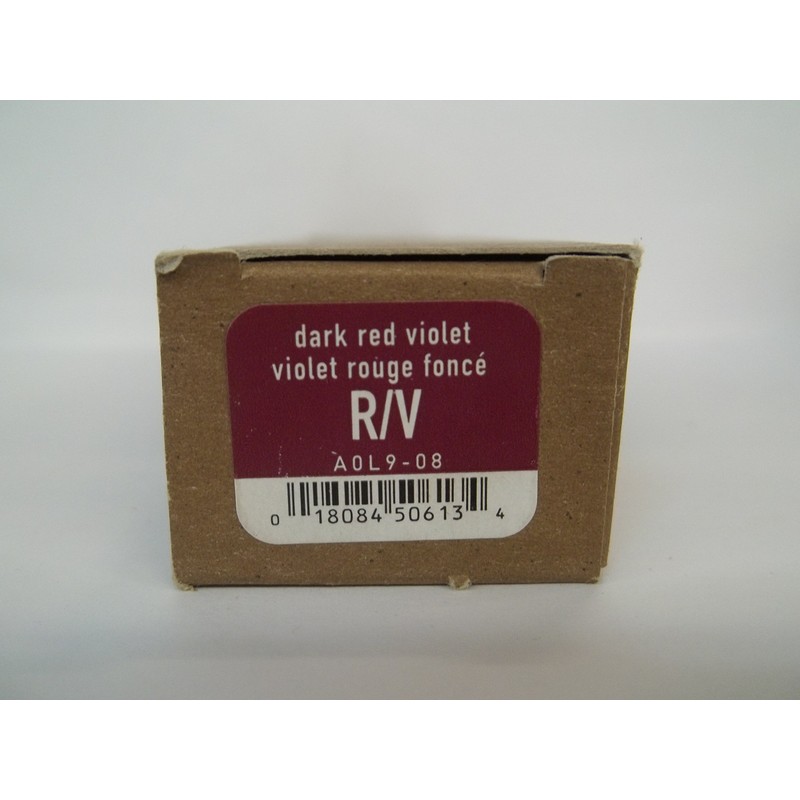 dark red violet
violet rouge foncé
R/V
A0L9-08
0 18084 50613 4